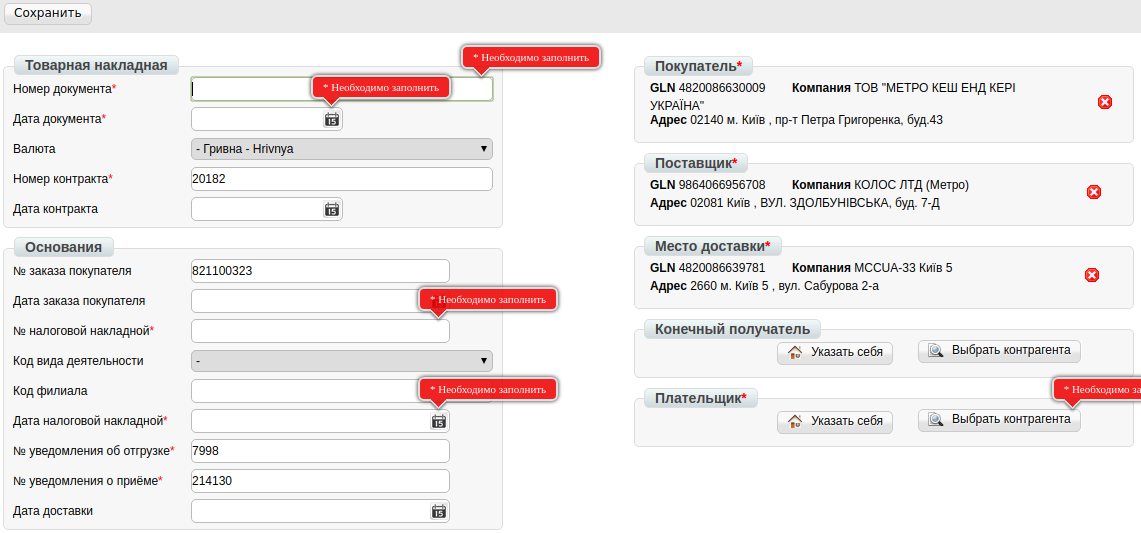 Сохранить
Товарная накладная
* Необходимо заполнить
Номер документа*
* Необходимо заполнить
Дата документа*
15
Валюта
- Гривна - Hrivnya
Номер контракта*
20182
Дата контракта
15
Основания
№ заказа покупателя
821100323
Дата заказа покупателя
* Необходимо заполнить
№ налоговой накладной*
Код вида деятельности
-
Код филиала
* Необходимо заполнить
Дата налоговой накладной*
15
№ уведомления об отгрузке*
7998
№ уведомления о приёме*
214130
Дата доставки
15
Покупатель*
GLN 4820086630009 Компания ТОВ "МЕТРО КЕШ ЕНД КЕРІ
УКРАЇНА"
Адрес 02140 м. Київ , пр-т Петра Григоренка, буд.43
Поставщик*
GLN 9864066956708 Компания КОЛОС ЛТД (Метро)
Адрес 02081 Київ , ВУЛ. ЗДОЛБУНІВСЬКА, буд. 7-Д
Место доставки*
GLN 4820086639781 Компания MCCUA-33 Київ 5
Адрес 2660 м. Київ 5 , вул. Сабурова 2-а
Конечный получатель
Указать себя
Выбрать контрагента
Плательщик*
* Необходимо за
Указать себя
Выбрать контрагента